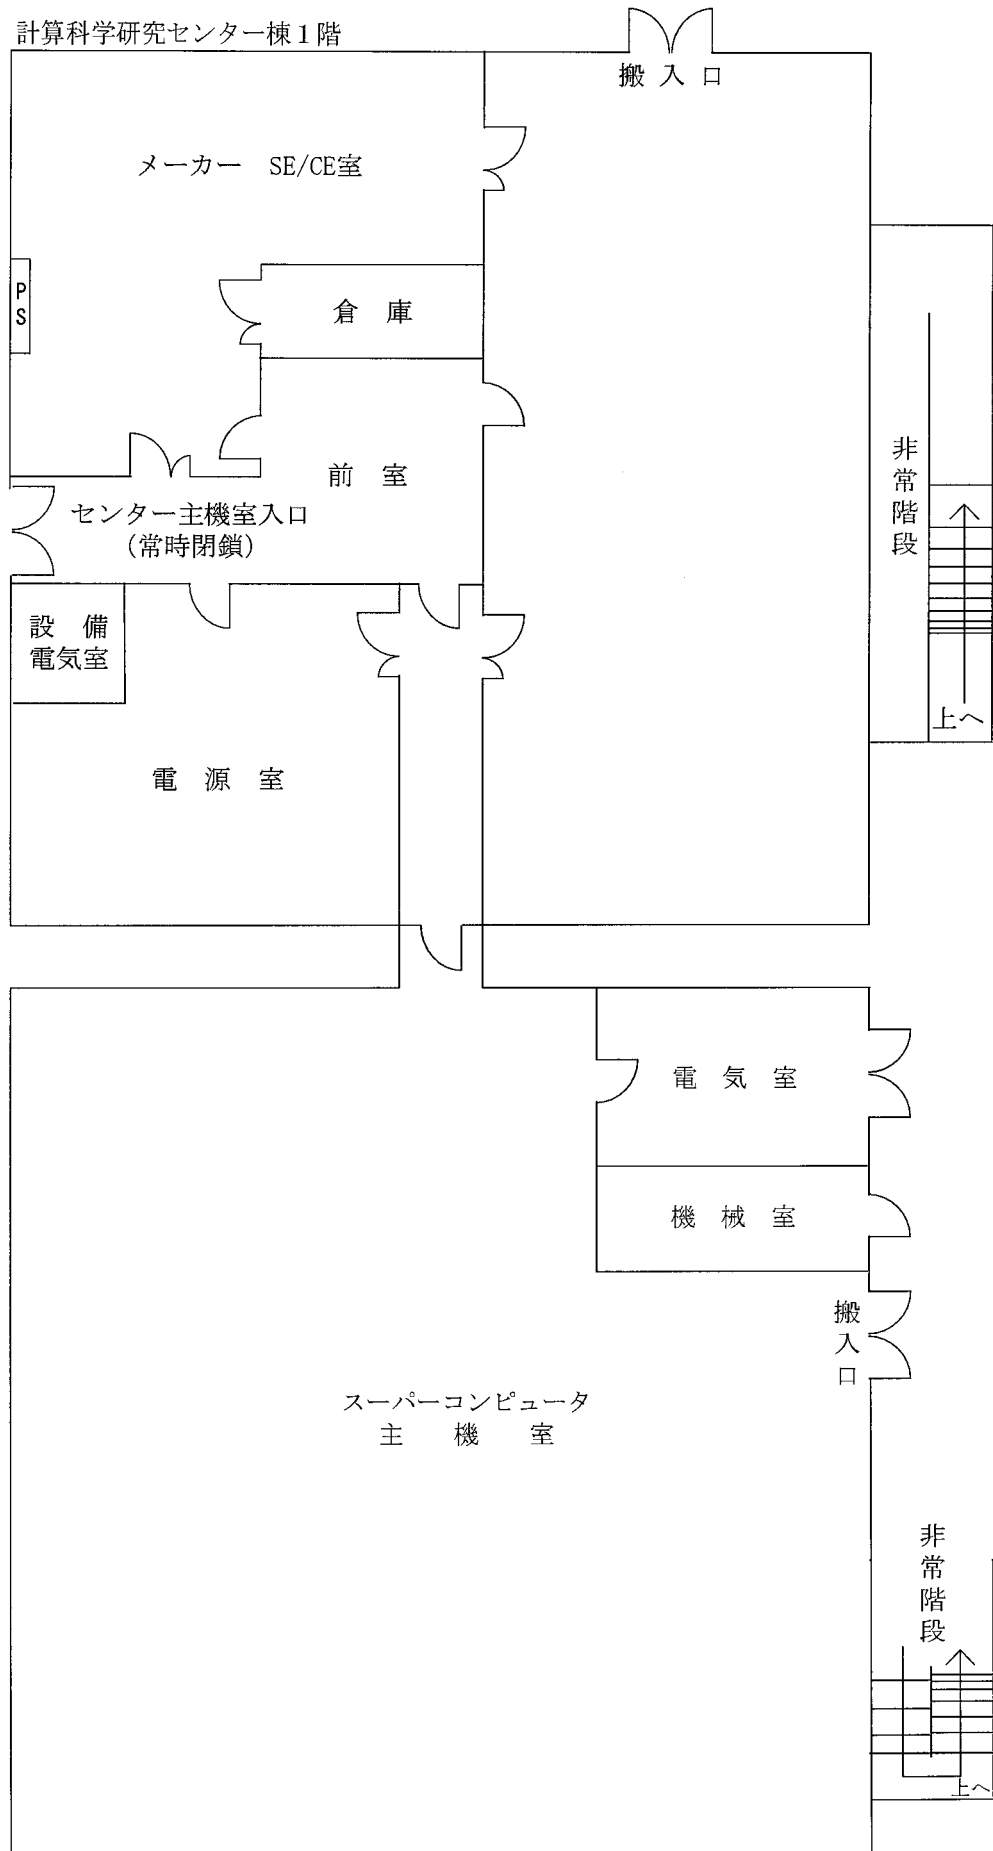 計算科学研究センター棟1階
搬入口
メーカー SE/CE室
PS
倉庫
前室
非常階段
センター主機室入口
(常時閉鎖)
設備
電気室
上へ
電源室
電気室
機械室
搬入口
スーパーコンピュータ
主機室
非常階段
上へ